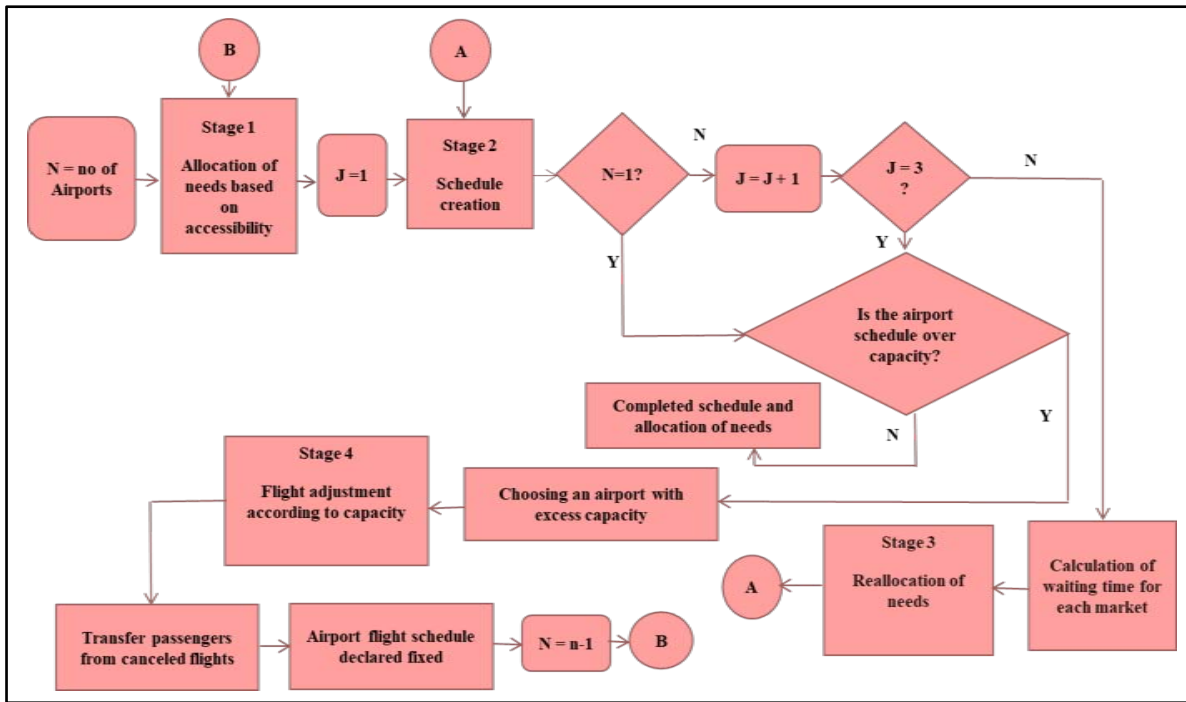 B
A
N = no of
Airports
Stage 1
Allocation of
needs based
on
accessibility
J =1
Stage 2
Schedule
creation
N=1?
N
J = J + 1
J = 3
?
N
Y
Y
Is the airport
schedule over
capacity?
Completed schedule and
allocation of needs
N
Y
Stage 4
Flight adjustment
according to capacity
Choosing an airport with
excess capacity
Stage 3
Reallocation of
needs
Calculation of
waiting time for
each market
A
Transfer passengers
from canceled flights
Airport flight schedule
declared fixed
N = n-1
B